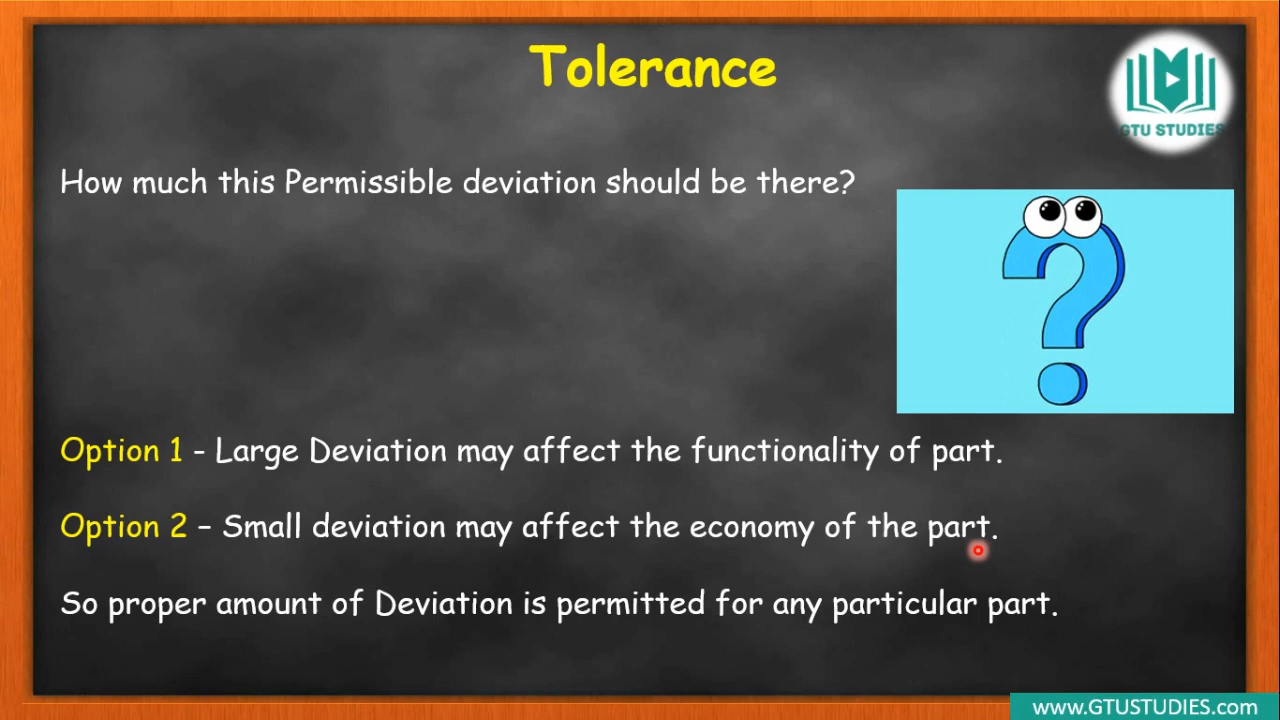 Tolerance
GTU STUDIES
How much this Permissible deviation should be there?
Option 1 - Large Deviation may affect the functionality of part.
Option 2 – Small deviation may affect the economy of the part.
So proper amount of Deviation is permitted for any particular part.
www.GTUSTUDIES.com